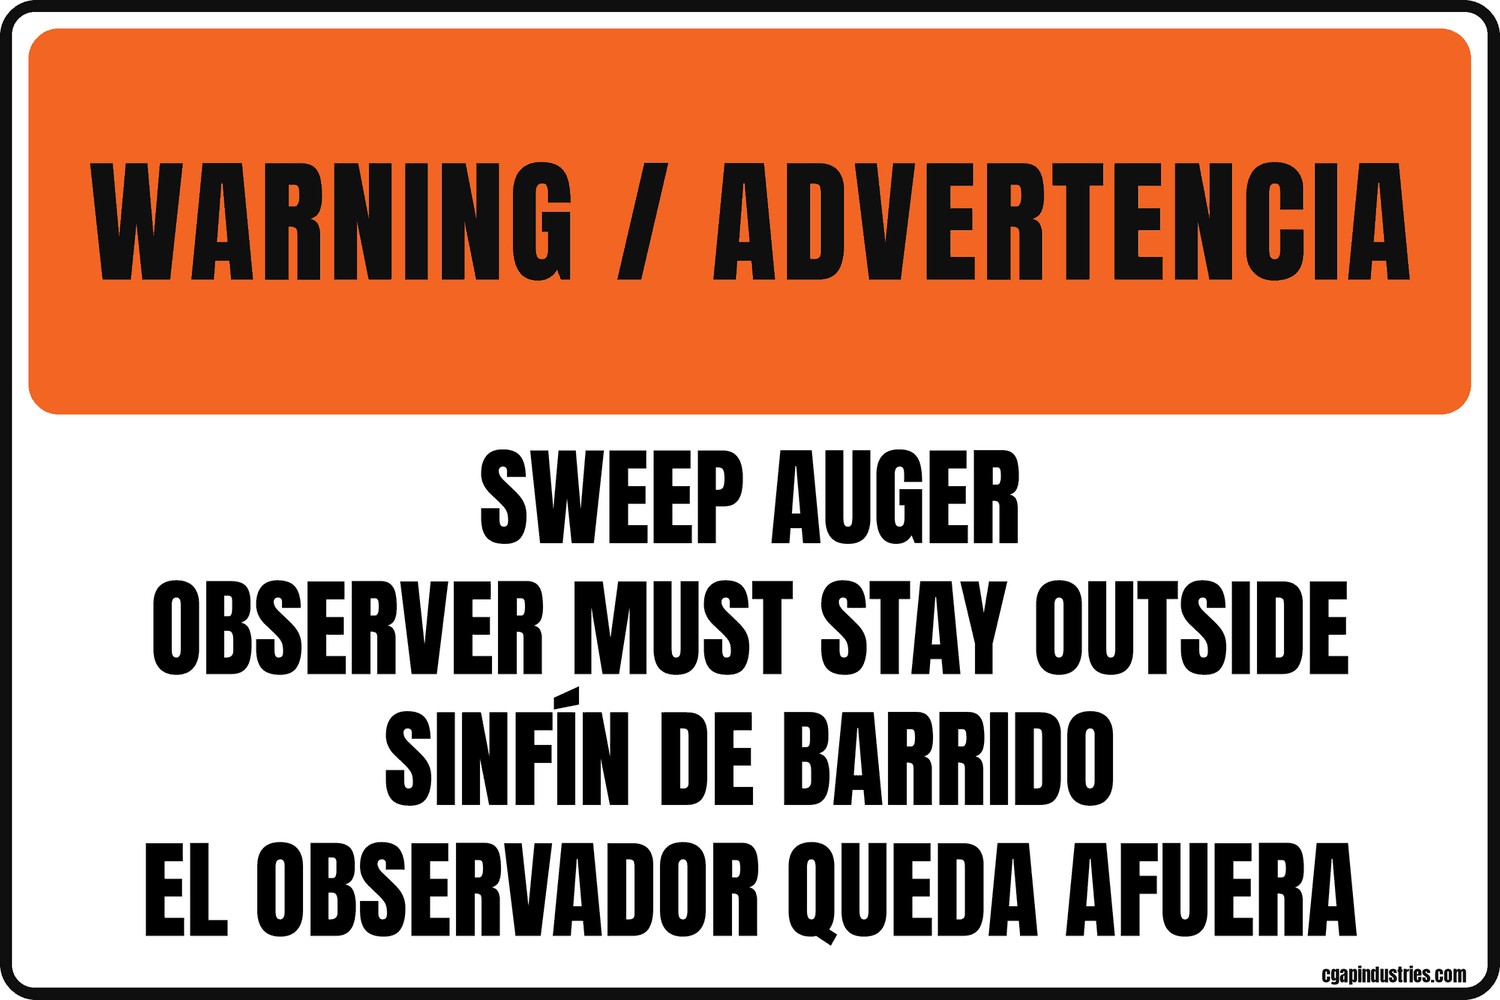 WARNING / ADVERTENCIA
SWEEP AUGER
OBSERVER MUST STAY OUTSIDE
SINFÍN DE BARRIDO
EL OBSERVADOR QUEDA AFUERA
cgapindustries.com